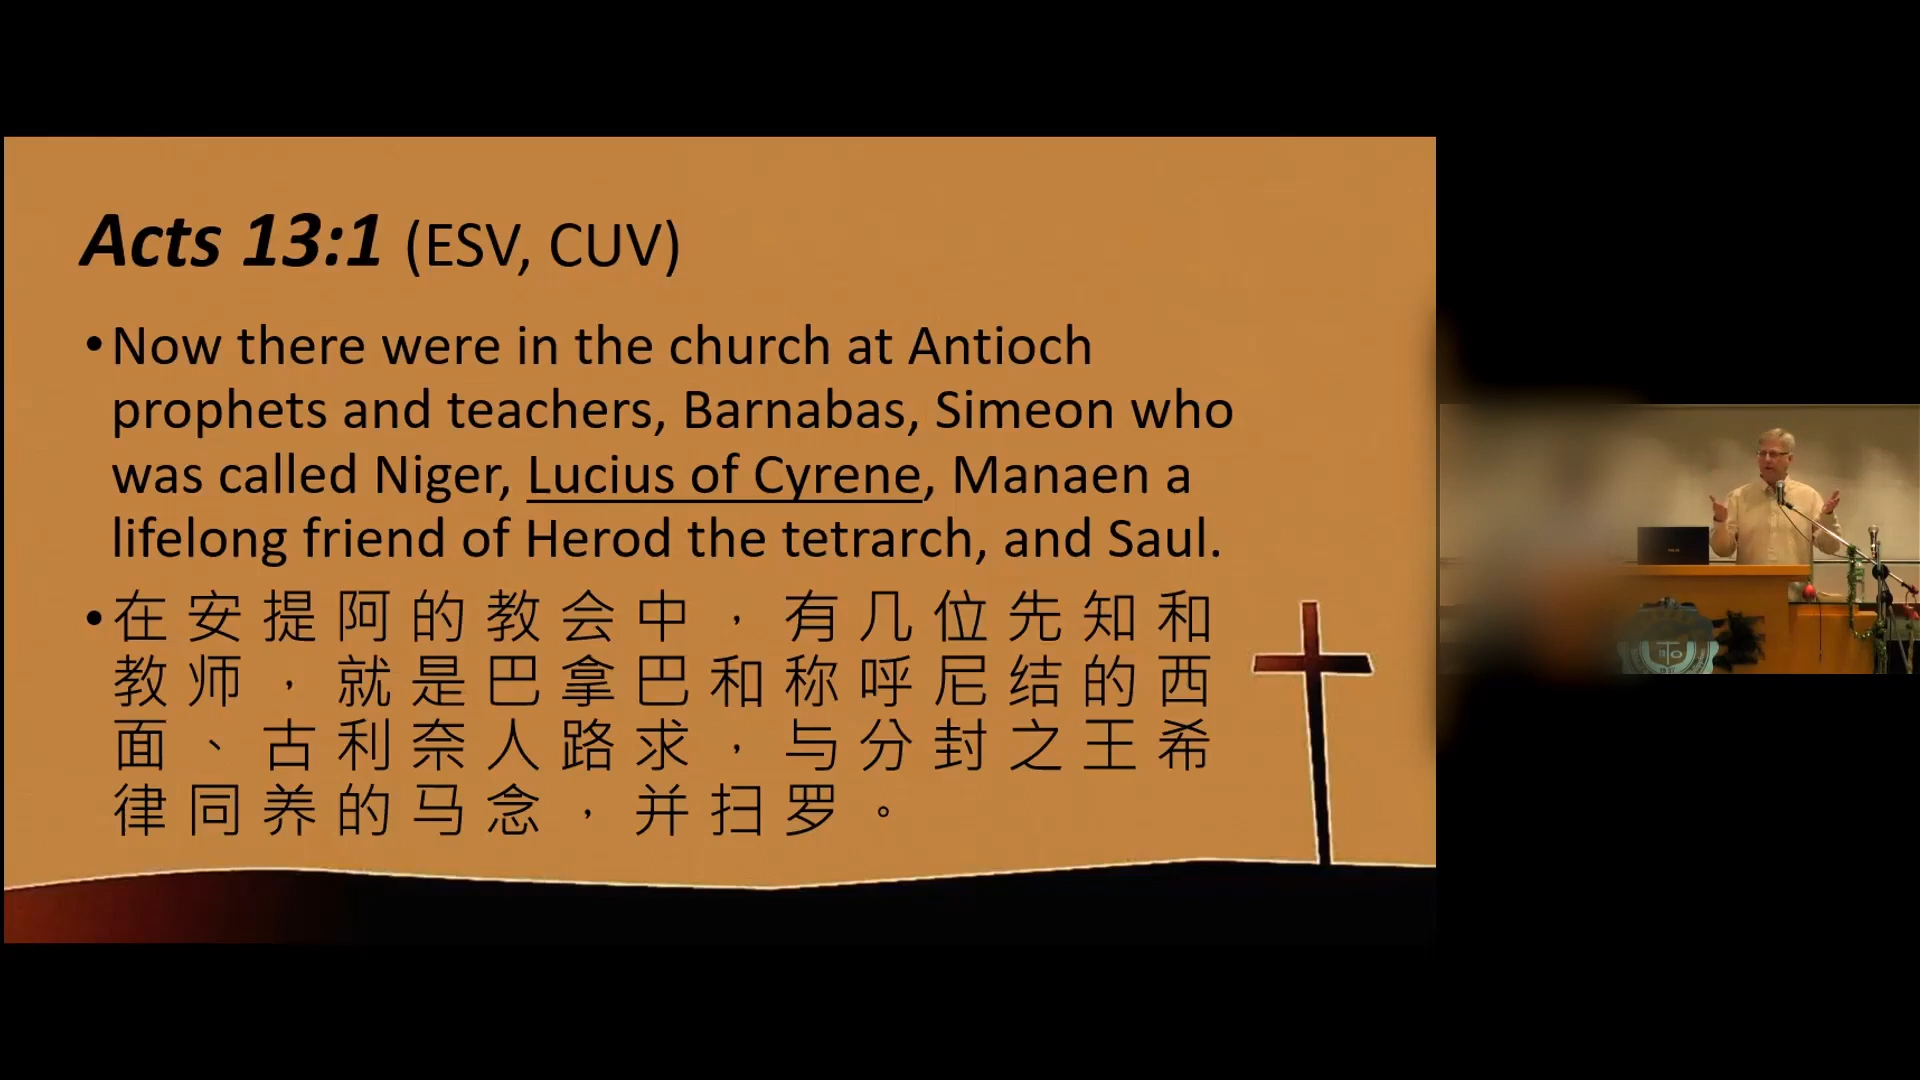 Acts 13:1 (ESV, CUV)
•Now there were in the church at Antioch
prophets and teachers, Barnabas, Simeon who
was called Niger, Lucius of Cyrene, Manaen a
lifelong friend of Herod the tetrarch, and Saul.
•在安提阿的教会中，有几位先知和
教师，就是巴拿巴和称呼尼结的西
面、古利奈人路求，与分封之王希
律同养的马念，并扫罗。